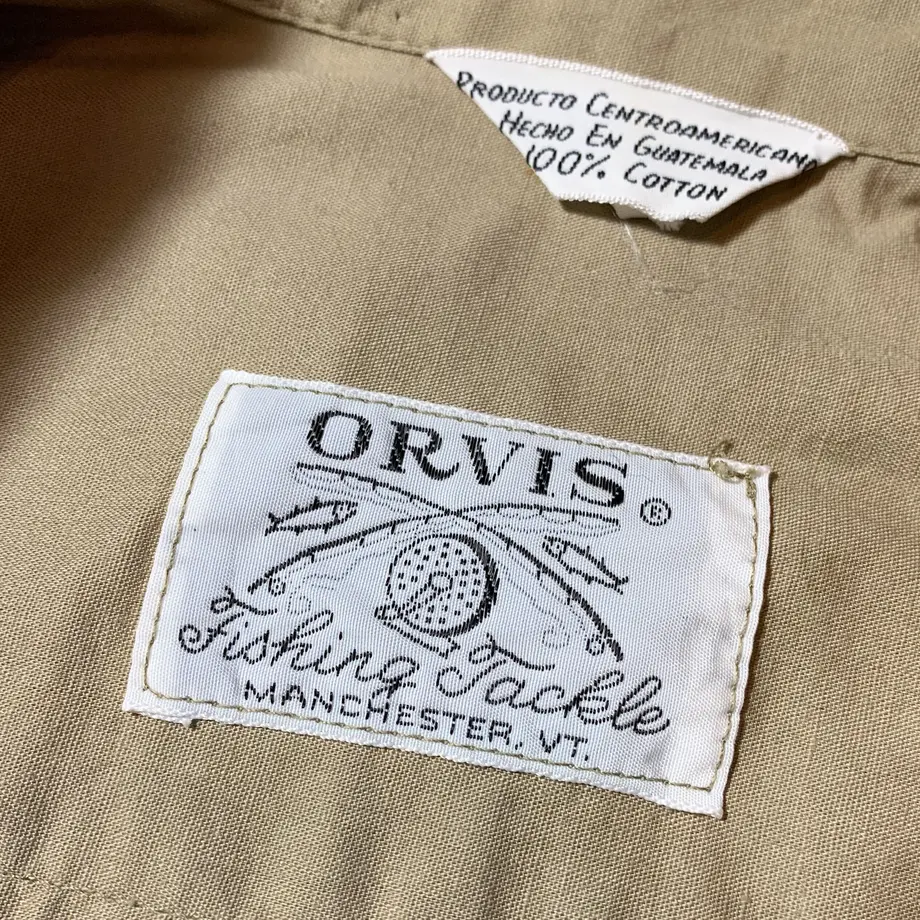 PRODUCTO CENTROAMERICANO
HECHO EN GUATEMALA
100% COTTON
ORVIS®
Fishing Tackle
MANCHESTER. VT.